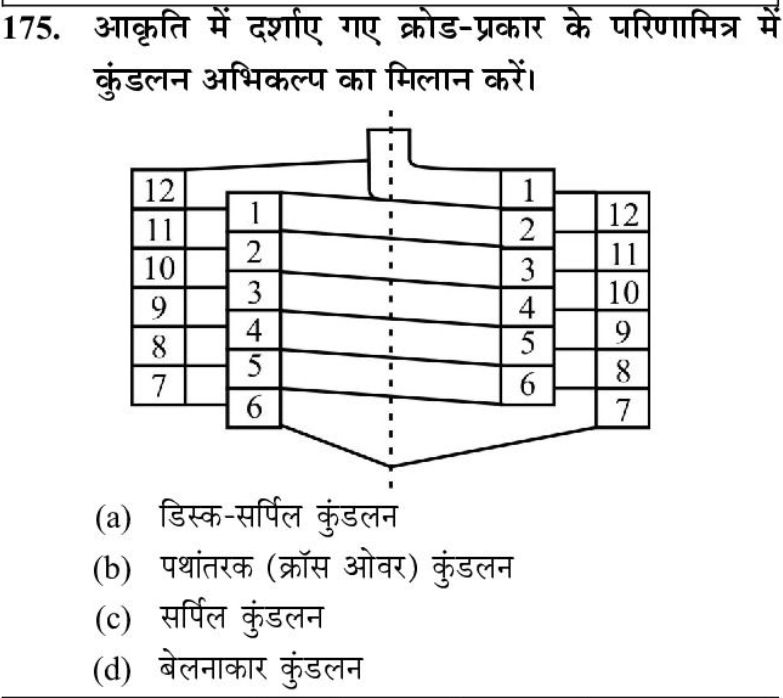 175. आकृति में दर्शाए गए क्रोड-प्रकार के परिणामित्र में
कुंडलन अभिकल्प का मिलान करें।
12 1
1 12
11 2
2 11
10 3
3 10
9 4
4 9
8 5
5 8
7 6
6 7
(a) डिस्क-सर्पिल कुंडलन
(b) पथांतरक (क्रॉस ओवर) कुंडलन
(c) सर्पिल कुंडलन
(d) बेलनाकार कुंडलन